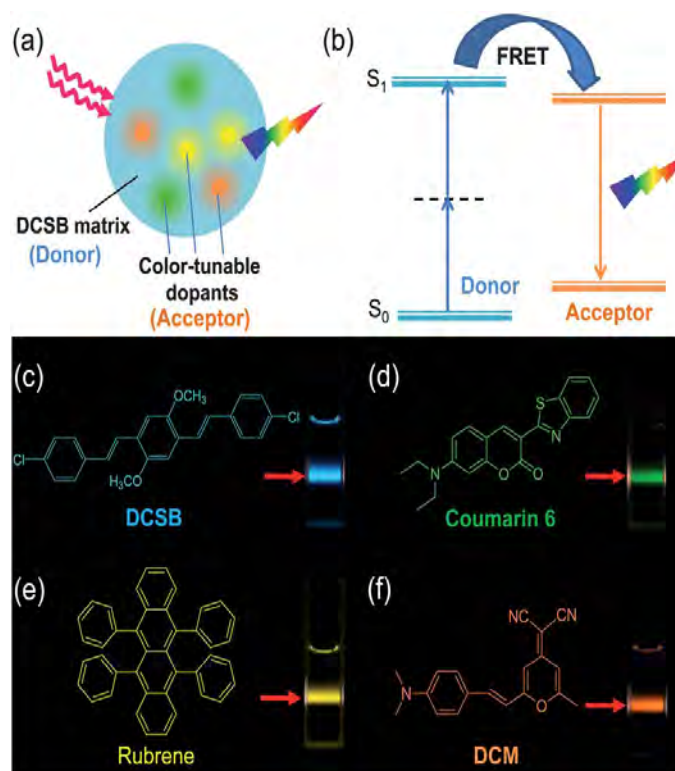 (a)
DCSB matrix
(Donor)
Color-tunable
dopants
(Acceptor)
(b)
FRET
S1
S0
Donor
Acceptor
(c)
OCH3
Cl
Cl
H3CO
DCSB
(d)
S
N
N
O
O
Coumarin 6
(e)
Rubrene
(f)
NC
CN
N
O
DCM